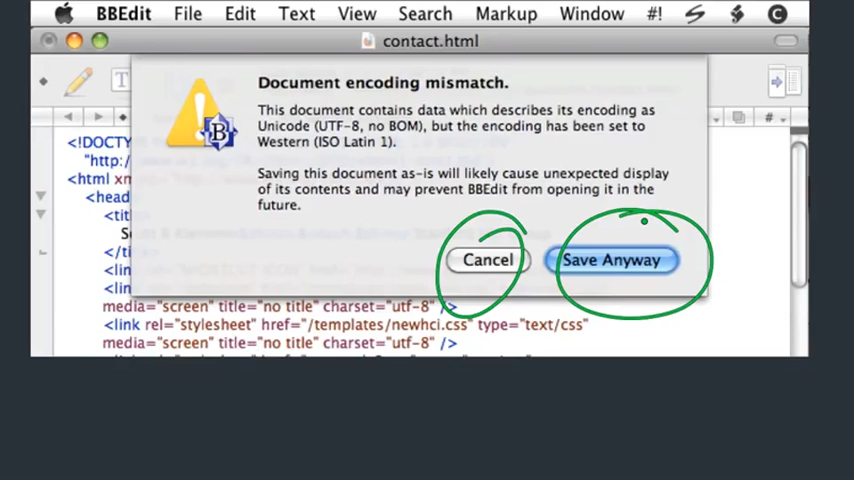 BBEdit File Edit Text View Search Markup Window #!
contact.html
T
Document encoding mismatch.
This document contains data which describes its encoding as
Unicode (UTF-8, no BOM), but the encoding has been set to
Western (ISO Latin 1).
Saving this document as-is will likely cause unexpected display
of its contents and may prevent BBEdit from opening it in the
future.
Cancel Save Anyway
#
<!DOCTY
"http:/
<html xm
<head
<title
</ti
<lin
<lin
media="screen" title="no title" charset="utf-8" />
<link rel="stylesheet" href="/templates/newhci.css" type="text/css"
media="screen" title="no title" charset="utf-8" />